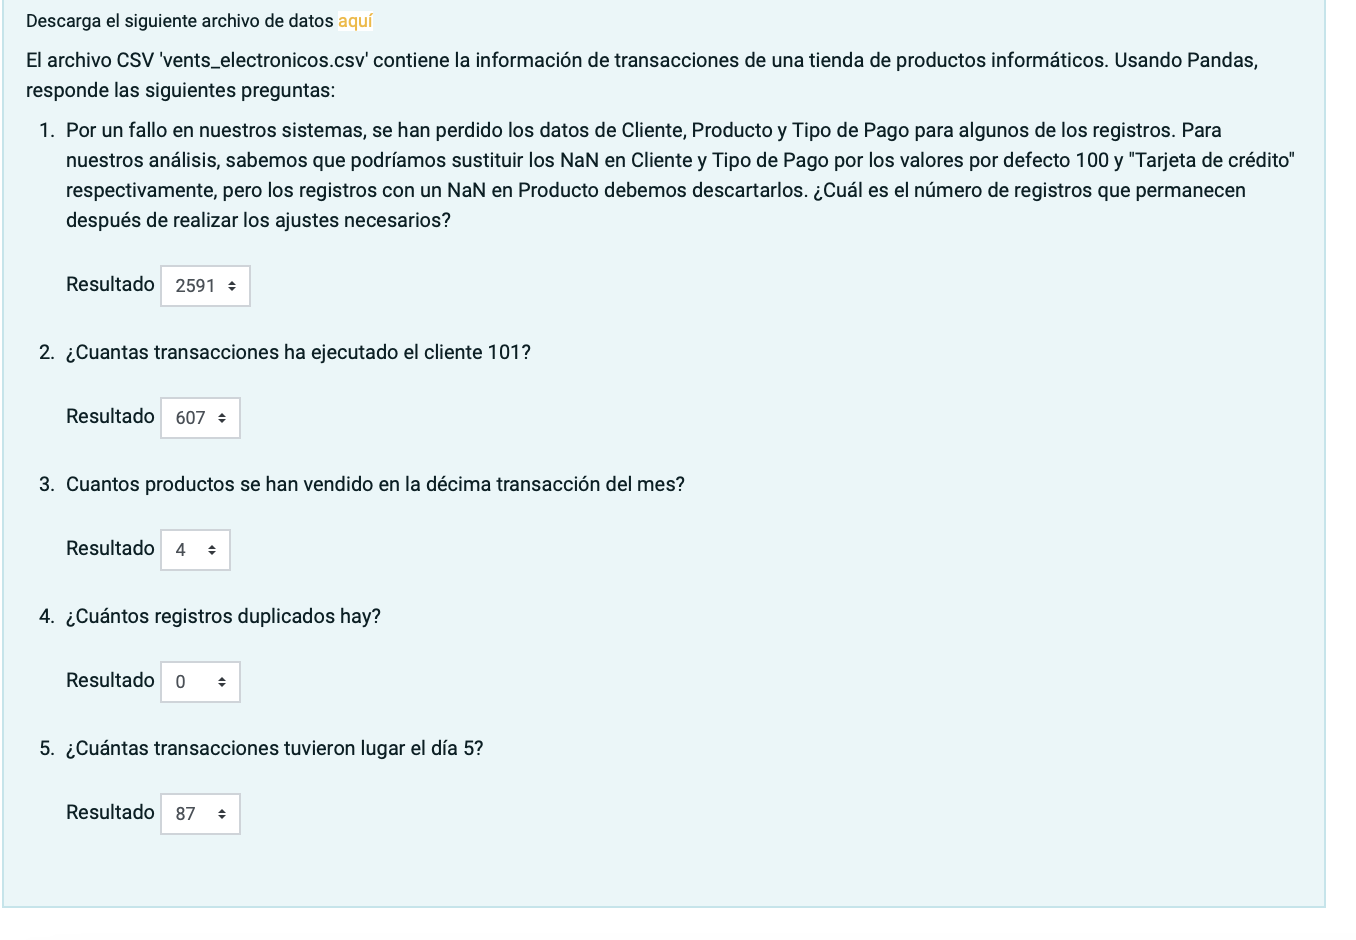 Descarga el siguiente archivo de datos aquí
El archivo CSV 'vents_electronicos.csv' contiene la información de transacciones de una tienda de productos informáticos. Usando Pandas,
responde las siguientes preguntas:
1. Por un fallo en nuestros sistemas, se han perdido los datos de Cliente, Producto y Tipo de Pago para algunos de los registros. Para
nuestros análisis, sabemos que podríamos sustituir los NaN en Cliente y Tipo de Pago por los valores por defecto 100 y "Tarjeta de crédito"
respectivamente, pero los registros con un NaN en Producto debemos descartarlos. ¿Cuál es el número de registros que permanecen
después de realizar los ajustes necesarios?
Resultado 2591
2. ¿Cuantas transacciones ha ejecutado el cliente 101?
Resultado 607
3. Cuantos productos se han vendido en la décima transacción del mes?
Resultado 4
4. ¿Cuántos registros duplicados hay?
Resultado 0
5. ¿Cuántas transacciones tuvieron lugar el día 5?
Resultado 87